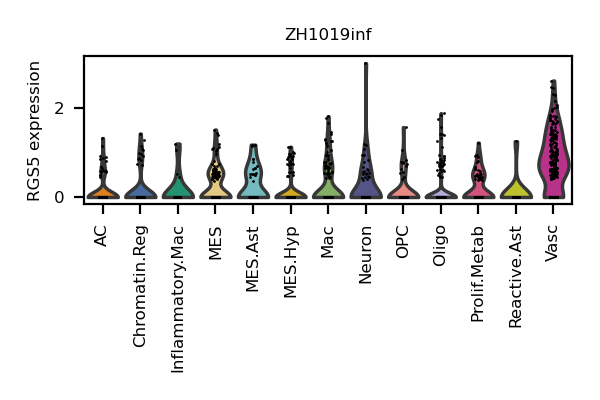 ZH1019inf
RGS5 expression
2
0
AC
Chromatin.Reg
Inflammatory.Mac
MES
MES.Ast
MES.Hyp
Mac
Neuron
OPC
Oligo
Prolif.Metab
Reactive.Ast
Vasc